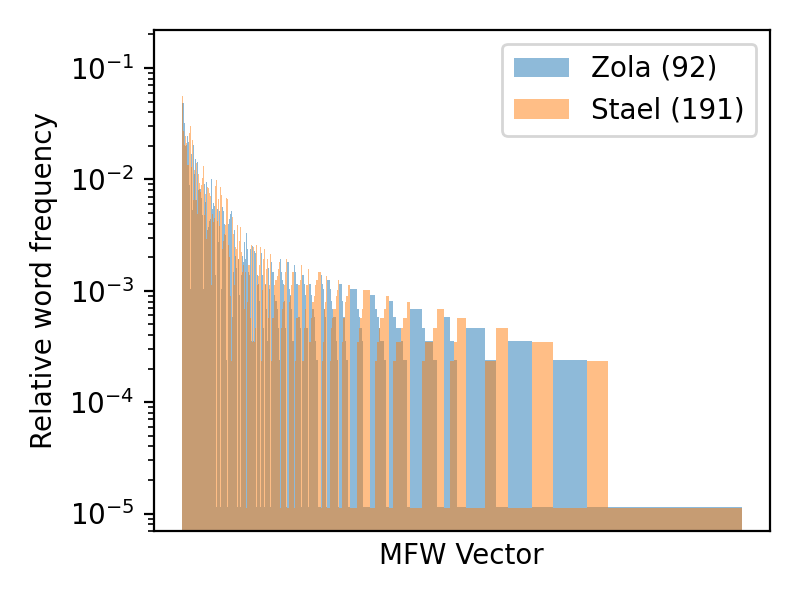 Zola (92)
Stael (191)
10⁻¹
10⁻²
10⁻³
10⁻⁴
10⁻⁵
Relative word frequency
MFW Vector